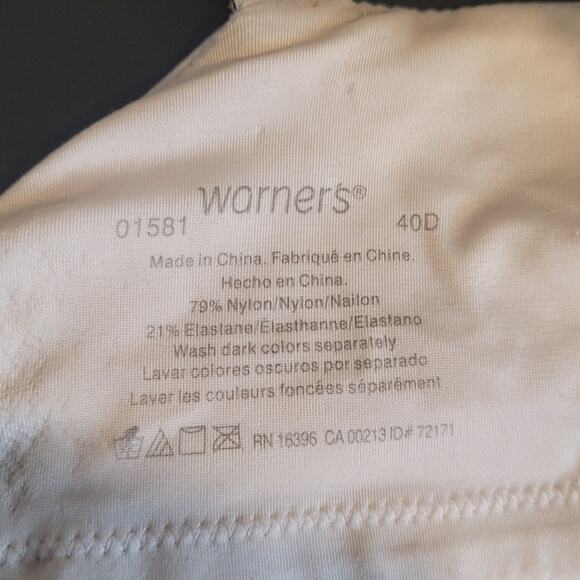 warner's®
01581 40D
Made in China. Fabriqué en Chine.
Hecho en China.
79% Nylon/Nylon/Nailon
21% Elastane/Élasthanne/Elastano
Wash dark colors separately
Lavar colores oscuros por separado
Laver les couleurs foncées séparément
RN 16396 CA 00213 ID# 72171